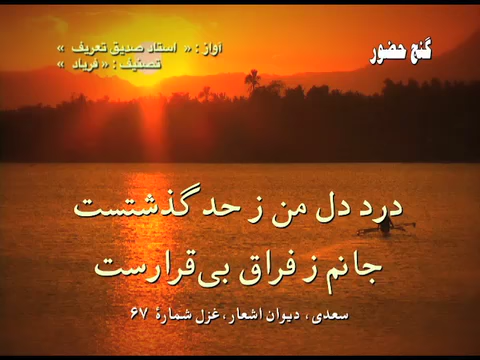 گنج حضور
آواز : « استاد صدیق تعریف »
تصنیف : « فریاد »
درد دل من ز حد گذشتست
جانم ز فراق بی‌قرارست
سعدی، دیوان اشعار، غزل شمارهٔ ۶۷